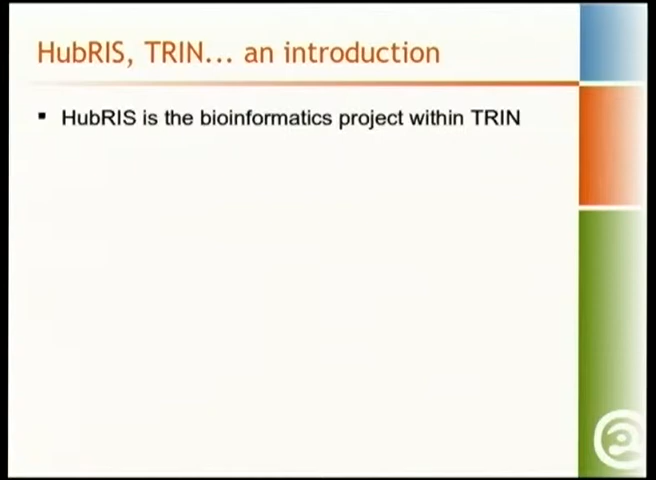 HubRIS, TRIN... an introduction
HubRIS is the bioinformatics project within TRIN